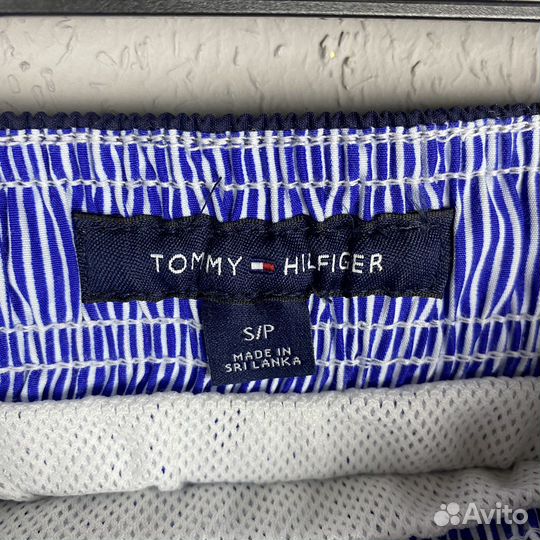 TOMMY HILFIGER
S/P
MADE IN
SRI LANKA
Avito